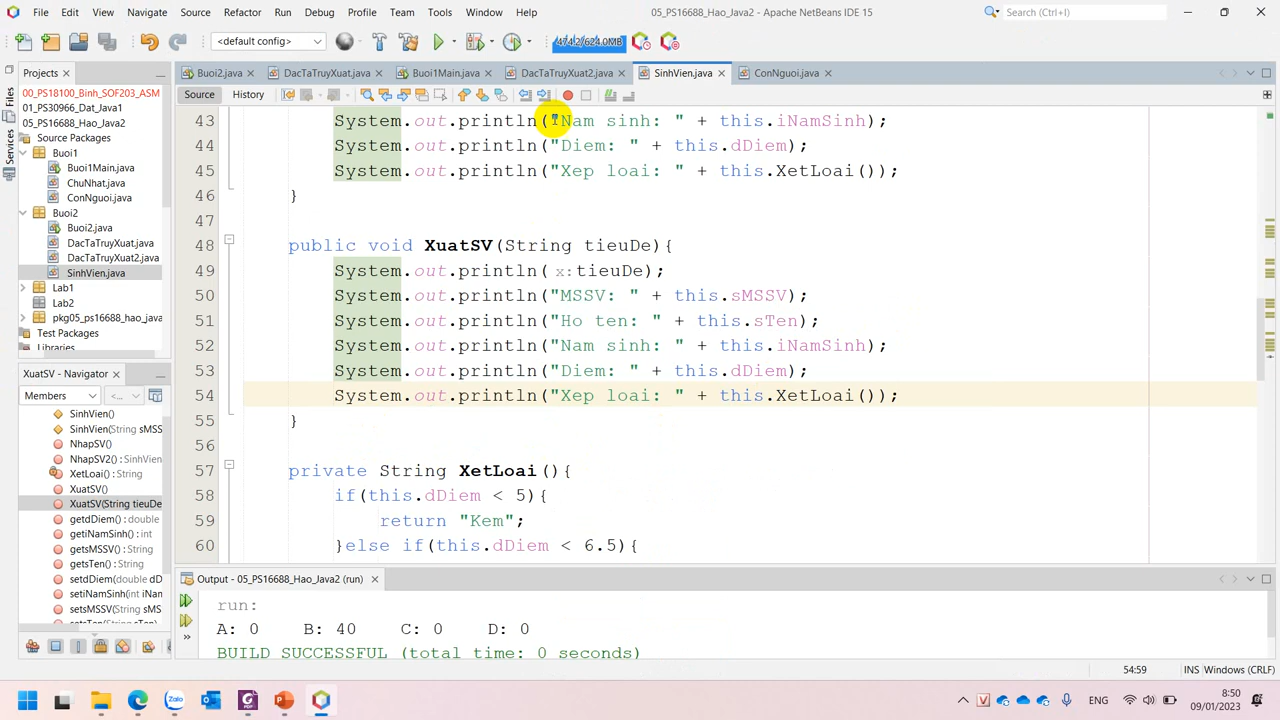 File Edit View Navigate Source Refactor Run Debug Profile Team Tools Window Help
05_PS16688_Hao_Java2 - Apache NetBeans IDE 15
Search (Ctrl+I)
<default config>
474.2/624.0MB
Projects
Buoi2.java
DacTaTruyXuat.java
Buoi1Main.java
DacTaTruyXuat2.java
SinhVien.java
ConNguoi.java
Files
Services
00_PS18100_Binh_SOF203_ASM
01_PS30966_Dat_Java1
05_PS16688_Hao_Java2
Source Packages
Buoi1
Buoi1Main.java
ChuNhat.java
ConNguoi.java
Buoi2
Buoi2.java
DacTaTruyXuat.java
DacTaTruyXuat2.java
SinhVien.java
Lab1
Lab2
pkg05_ps16688_hao_java
Test Packages
Libraries
Source History
43 System.out.println("Nam sinh: " + this.iNamSinh);
44 System.out.println("Diem: " + this.dDiem);
45 System.out.println("Xep loai: " + this.XetLoai());
46 }
47
48 public void XuatSV(String tieuDe){
49 System.out.println( x:tieuDe);
50 System.out.println("MSSV: " + this.sMSSV);
51 System.out.println("Ho ten: " + this.sTen);
52 System.out.println("Nam sinh: " + this.iNamSinh);
53 System.out.println("Diem: " + this.dDiem);
54 System.out.println("Xep loai: " + this.XetLoai());
55 }
56
57 private String XetLoai(){
58 if(this.dDiem < 5){
59 return "Kem";
60 }else if(this.dDiem < 6.5){
XuatSV - Navigator
Members
<...
SinhVien()
SinhVien(String sMSS
NhapSV()
NhapSV2() : SinhVien
XetLoai() : String
XuatSV()
XuatSV(String tieuDe
getdDiem() : double
getiNamSinh() : int
getsMSSV() : String
getsTen() : String
setdDiem(double dD
setiNamSinh(int iNam
setsMSSV(String sM
Output - 05_PS16688_Hao_Java2 (run)
run:
A: 0 B: 40 C: 0 D: 0
BUILD SUCCESSFUL (total time: 0 seconds)
54:59
INS
Windows (CRLF)
Zalo
PDF
ENG
8:50
09/01/2023